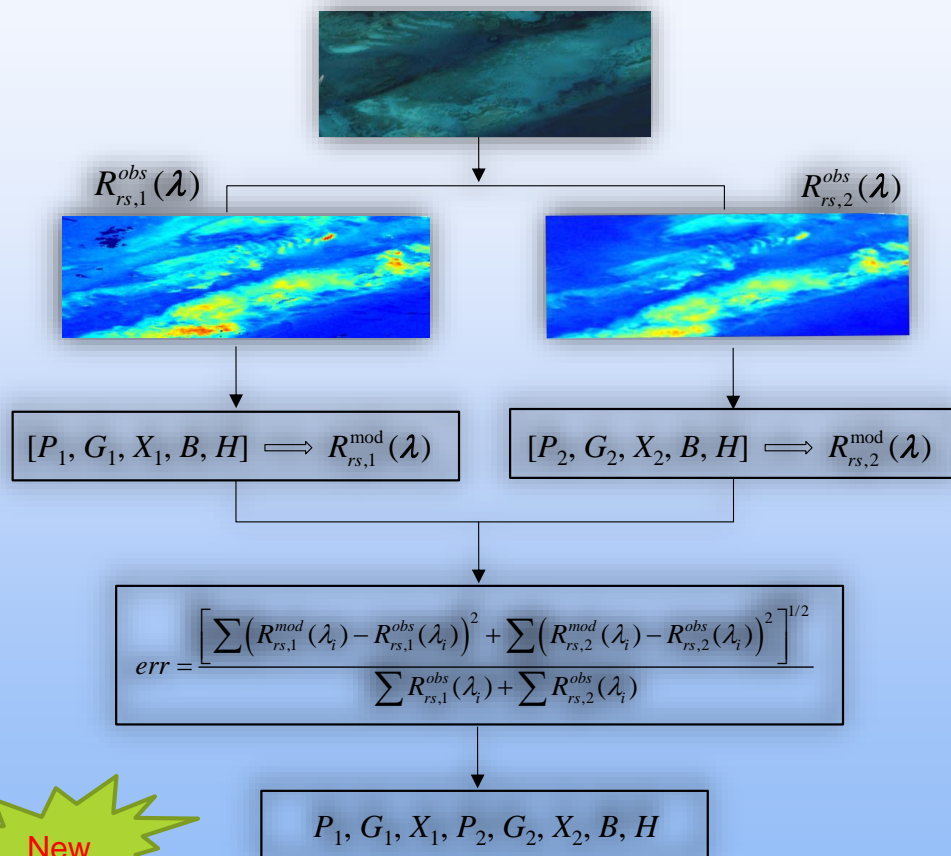 R_{rs,1}^{obs}(λ)
R_{rs,2}^{obs}(λ)
[P_1, G_1, X_1, B, H] ⟹ R_{rs,1}^{mod}(λ)
[P_2, G_2, X_2, B, H] ⟹ R_{rs,2}^{mod}(λ)
err = \frac{[∑(R_{rs,1}^{mod}(λ_i) − R_{rs,1}^{obs}(λ_i))^2 + ∑(R_{rs,2}^{mod}(λ_i) − R_{rs,2}^{obs}(λ_i))^2]^{1/2}}{∑R_{rs,1}^{obs}(λ_i) + ∑R_{rs,2}^{obs}(λ_i)}
P_1, G_1, X_1, P_2, G_2, X_2, B, H
New